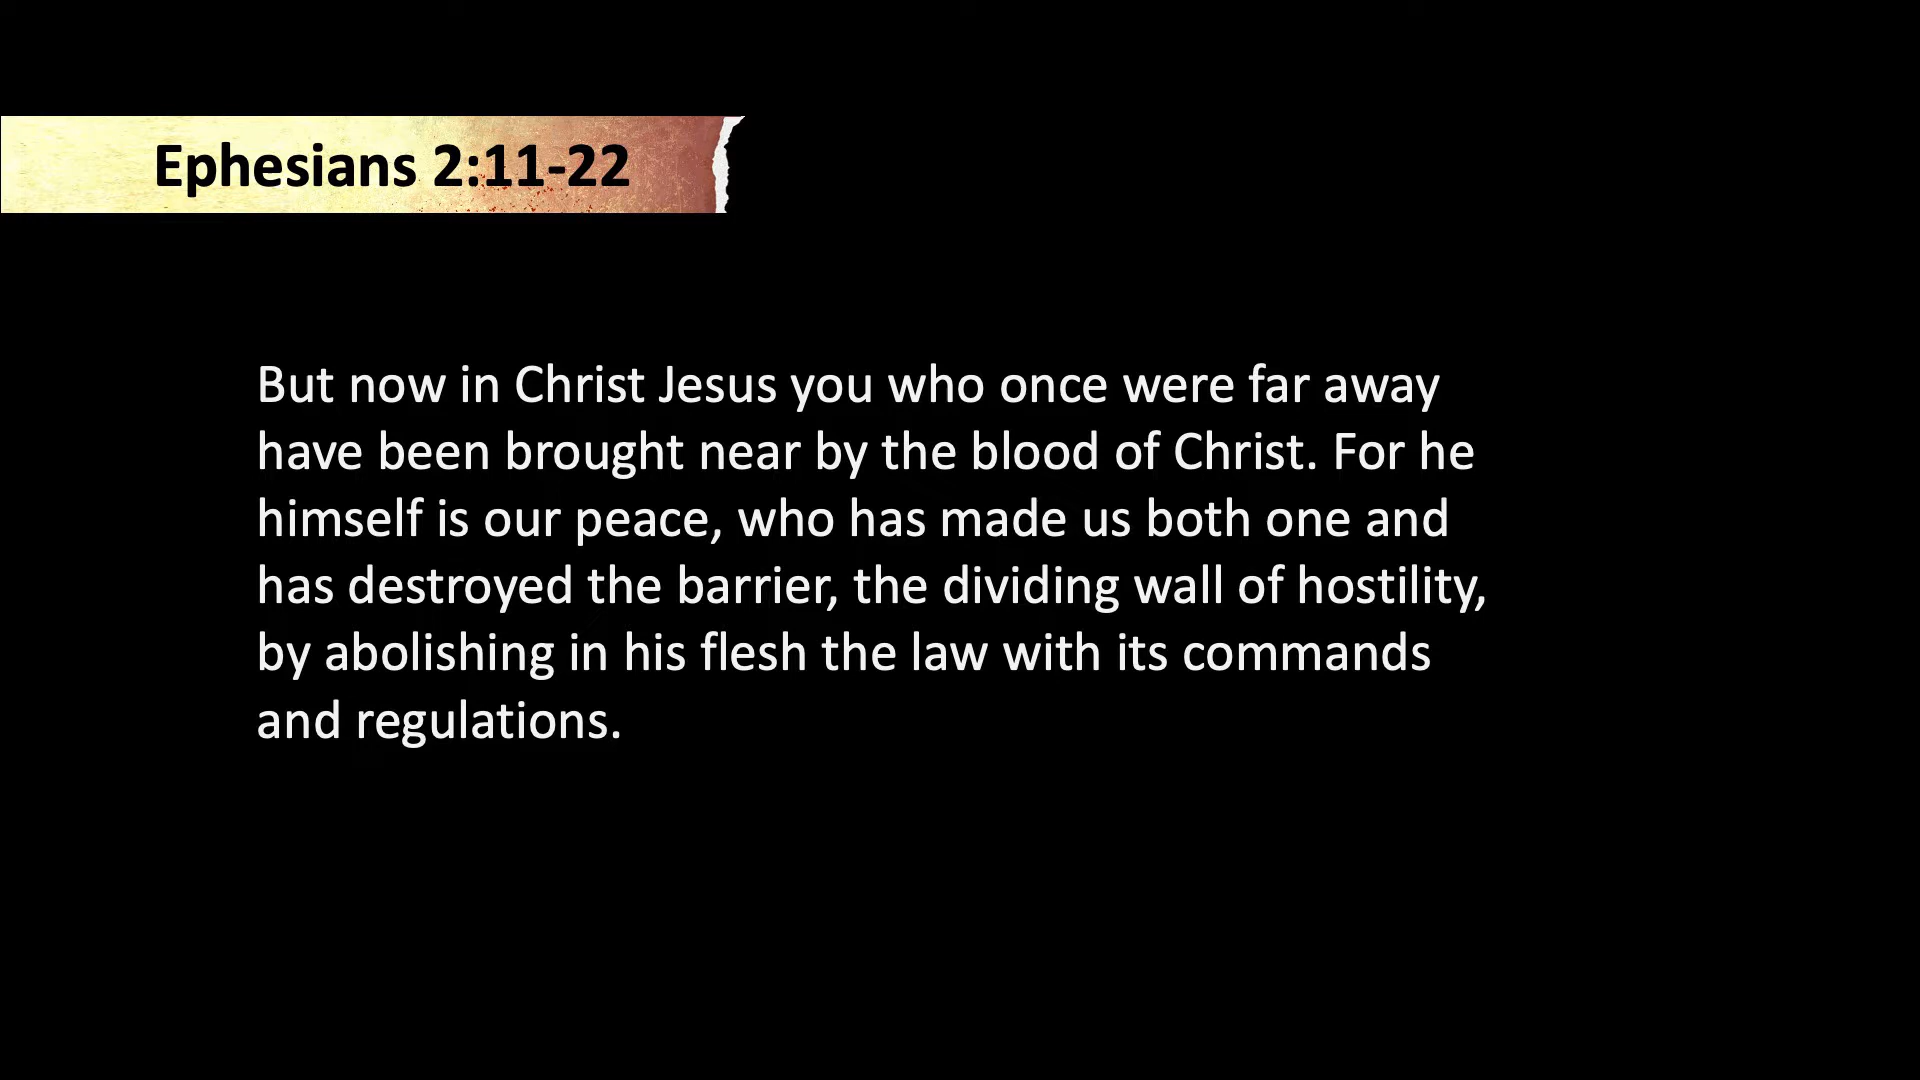 Ephesians 2:11-22
But now in Christ Jesus you who once were far away
have been brought near by the blood of Christ. For he
himself is our peace, who has made us both one and
has destroyed the barrier, the dividing wall of hostility,
by abolishing in his flesh the law with its commands
and regulations.